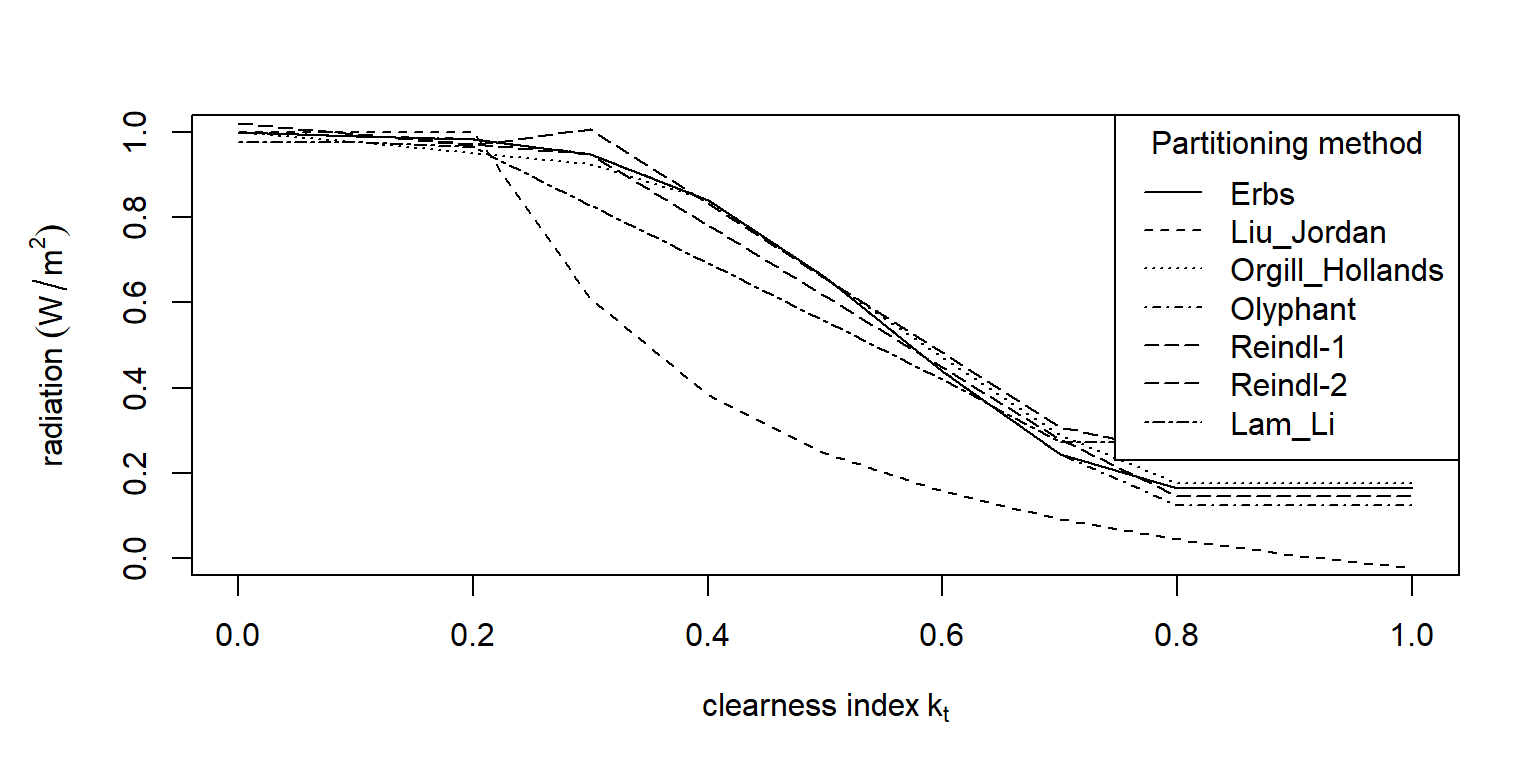 Partitioning method
Erbs
Liu_Jordan
Orgill_Hollands
Olyphant
Reindl-1
Reindl-2
Lam_Li
radiation (W/m²)
1.0
0.8
0.6
0.4
0.2
0.0
0.0 0.2 0.4 0.6 0.8 1.0
clearness index kₜ